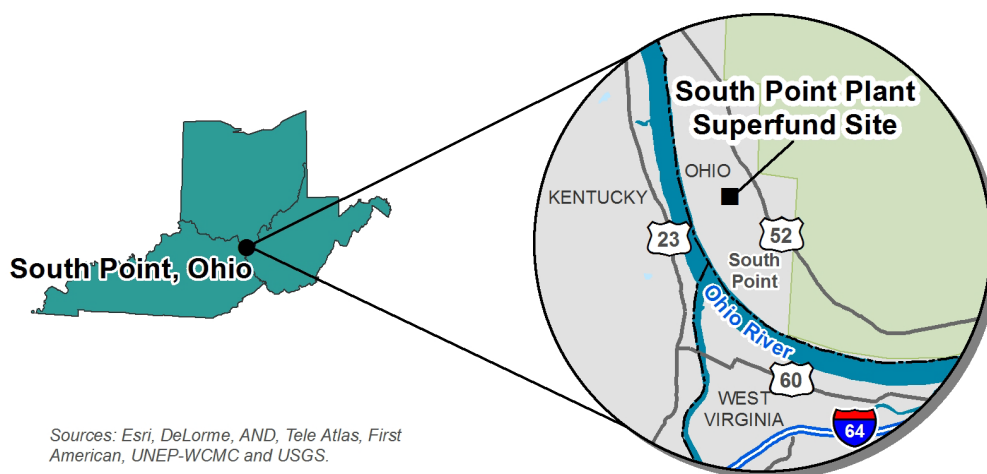 South Point, Ohio
Sources: Esri, DeLorme, AND, Tele Atlas, First
American, UNEP-WCMC and USGS.
South Point Plant
Superfund Site
OHIO
KENTUCKY
23
52
South
Point
Ohio River
60
WEST
VIRGINIA
64